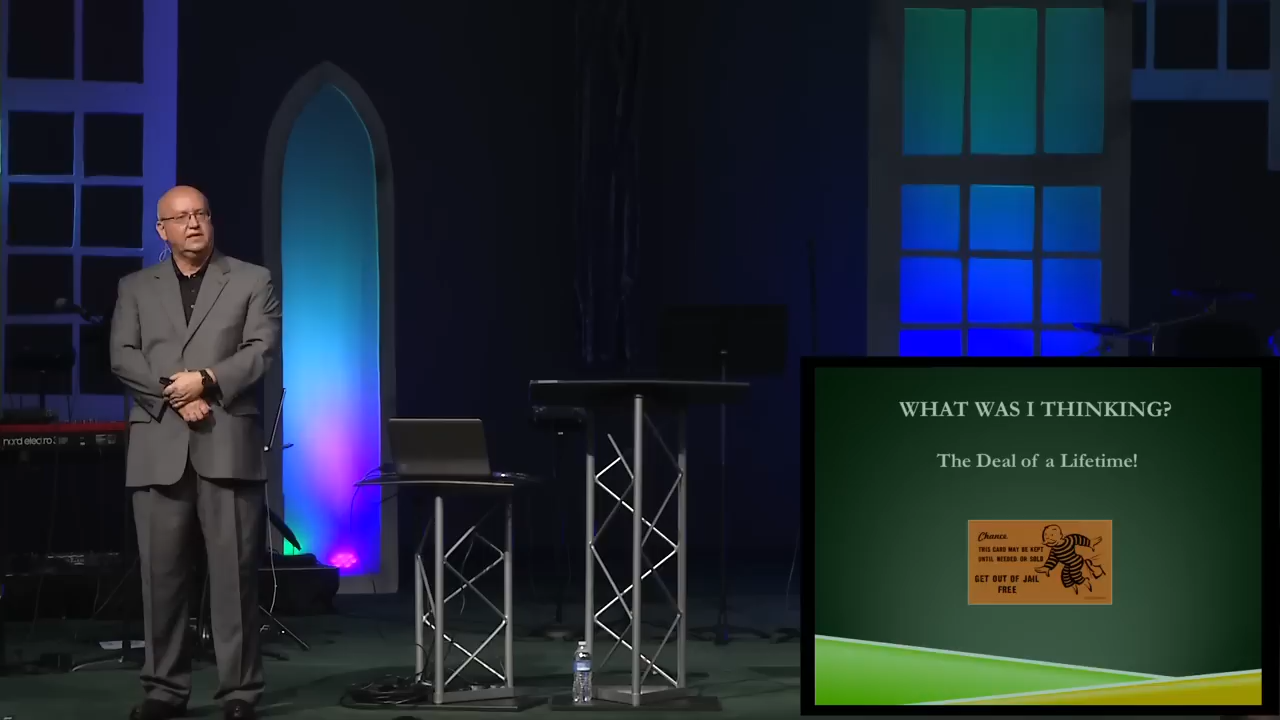 nord electro 3
WHAT WAS I THINKING?
The Deal of a Lifetime!
Chance
THIS CARD MAY BE KEPT
UNTIL NEEDED OR SOLD
GET OUT OF JAIL
FREE